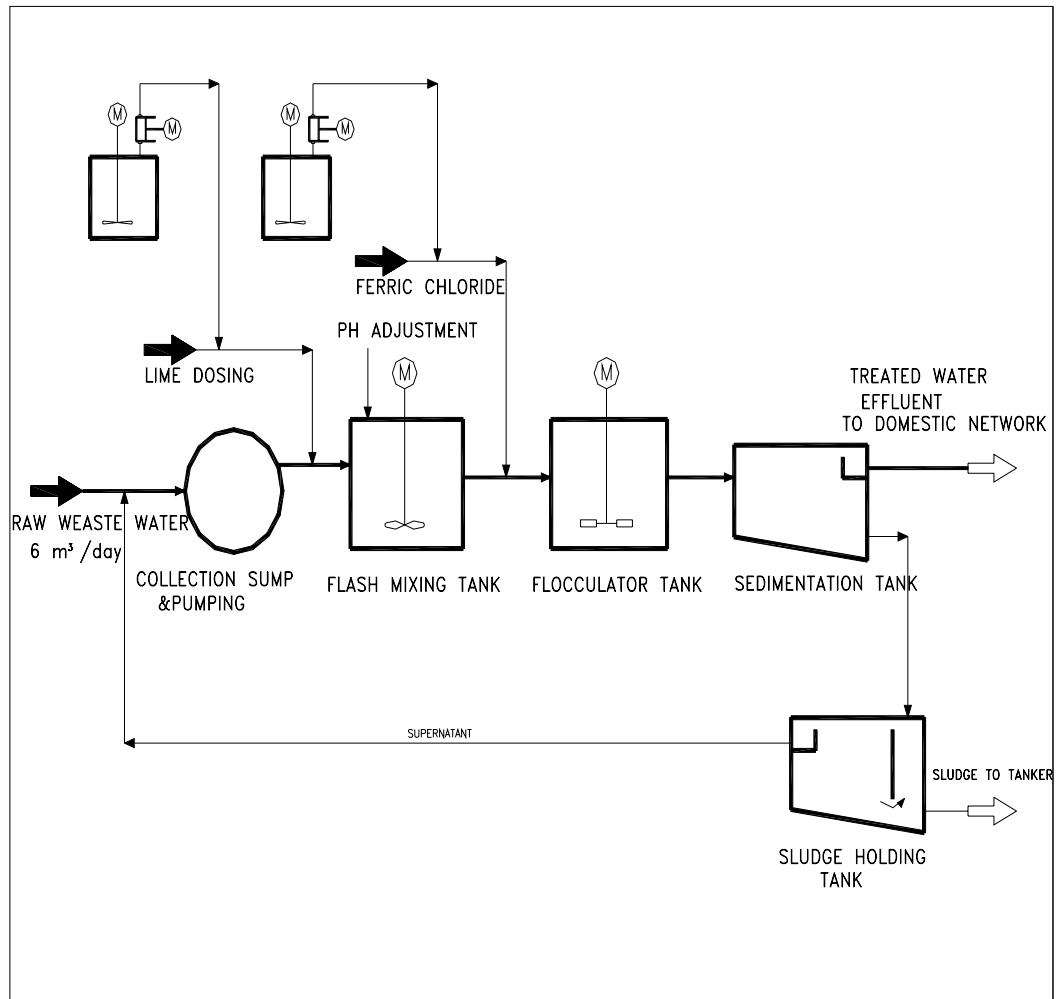 M
M
M
M
FERRIC CHLORIDE
PH ADJUSTMENT
LIME DOSING
M
M
TREATED WATER
EFFLUENT
TO DOMESTIC NETWORK
RAW WEASTE WATER
6 m³ /day
COLLECTION SUMP
&PUMPING
FLASH MIXING TANK
FLOCCULATOR TANK
SEDIMENTATION TANK
SUPERNATANT
SLUDGE TO TANKER
SLUDGE HOLDING
TANK